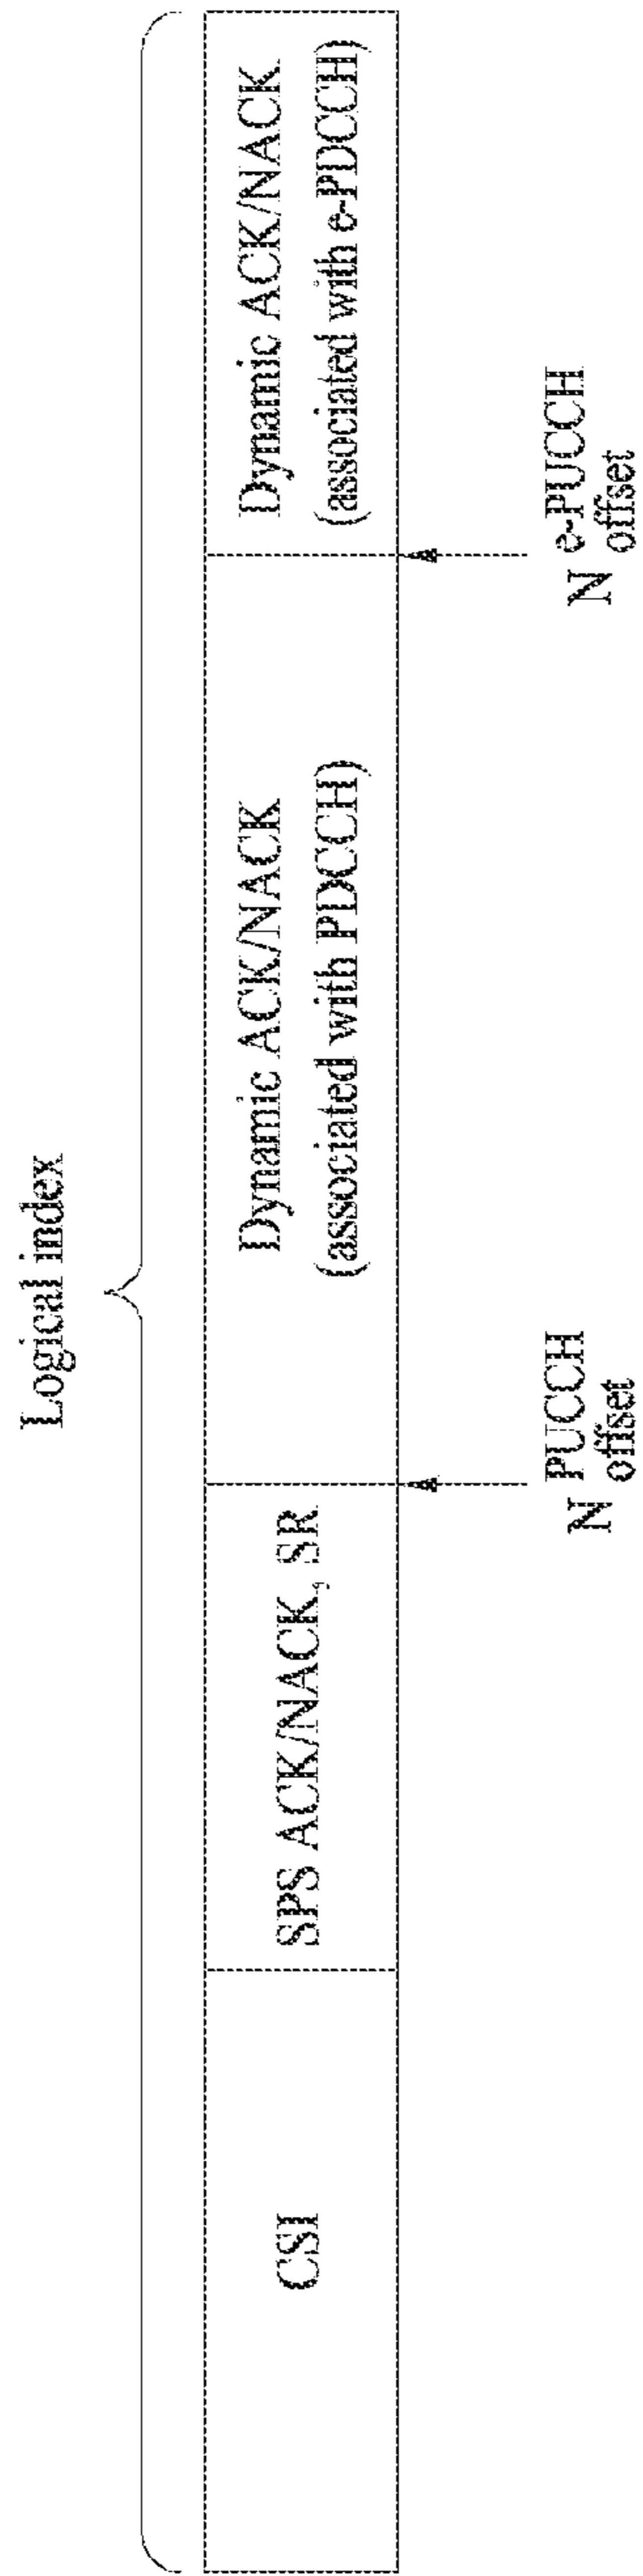 Logical index
CSI
SPS ACK/NACK, SR
Dynamic ACK/NACK
(associated with PDCCH)
Dynamic ACK/NACK
(associated with e-PDCCH)
N PUCCH
offset
N e-PUCCH
offset